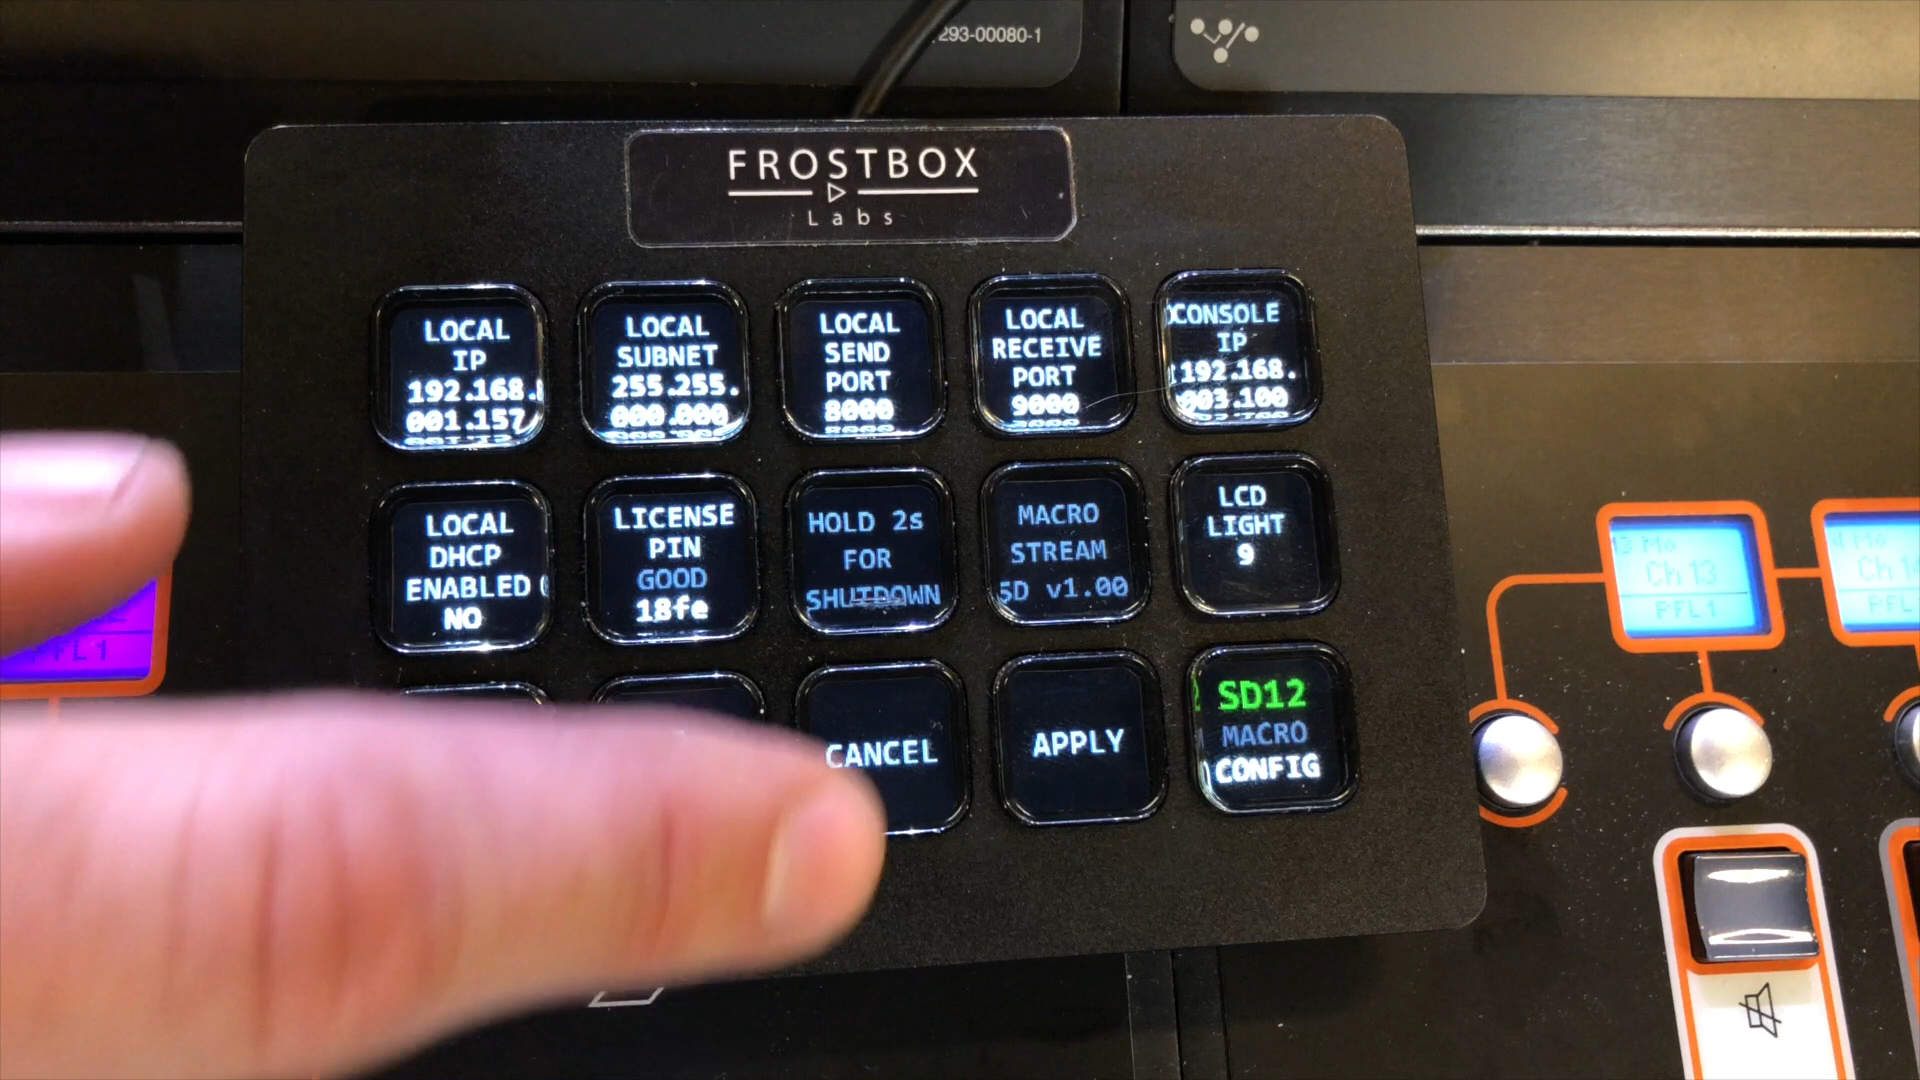 293-00080-1
FROSTBOX
Labs
LOCAL
IP
192.168.
001.157
LOCAL
SUBNET
255.255.
000.000
LOCAL
SEND
PORT
8000
LOCAL
RECEIVE
PORT
9000
CONSOLE
IP
192.168.
003.100
LOCAL
DHCP
ENABLED
NO
LICENSE
PIN
GOOD
18fe
HOLD 2s
FOR
SHUTDOWN
MACRO
STREAM
SD v1.00
LCD
LIGHT
9
CANCEL
APPLY
SD12
MACRO
CONFIG
Ch 13
PFL1
PFL
PFL1